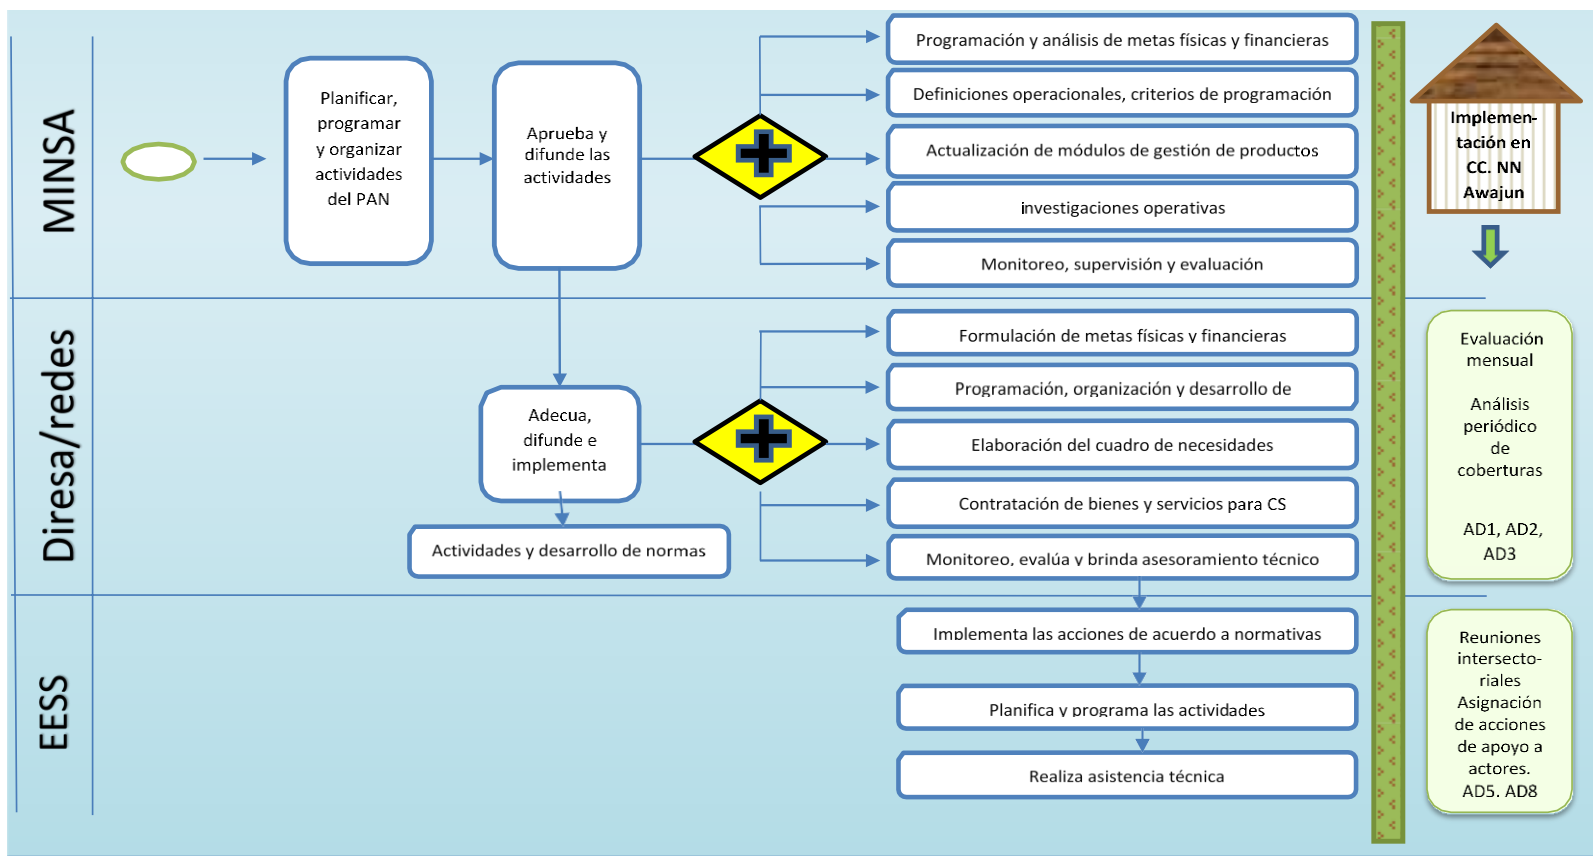 MINSA
Planificar,
programar
y organizar
actividades
del PAN
Aprueba y
difunde las
actividades
Programación y análisis de metas físicas y financieras
Definiciones operacionales, criterios de programación
Actualización de módulos de gestión de productos
investigaciones operativas
Monitoreo, supervisión y evaluación
Implemen-
tación en
CC. NN
Awajun
Diresa/redes
Adecua,
difunde e
implementa
Actividades y desarrollo de normas
Formulación de metas físicas y financieras
Programación, organización y desarrollo de
Elaboración del cuadro de necesidades
Contratación de bienes y servicios para CS
Monitoreo, evalúa y brinda asesoramiento técnico
Evaluación
mensual
Análisis
periódico
de
coberturas
AD1, AD2,
AD3
EESS
Implementa las acciones de acuerdo a normativas
Planifica y programa las actividades
Realiza asistencia técnica
Reuniones
intersecto-
riales
Asignación
de acciones
de apoyo a
actores.
AD5. AD8